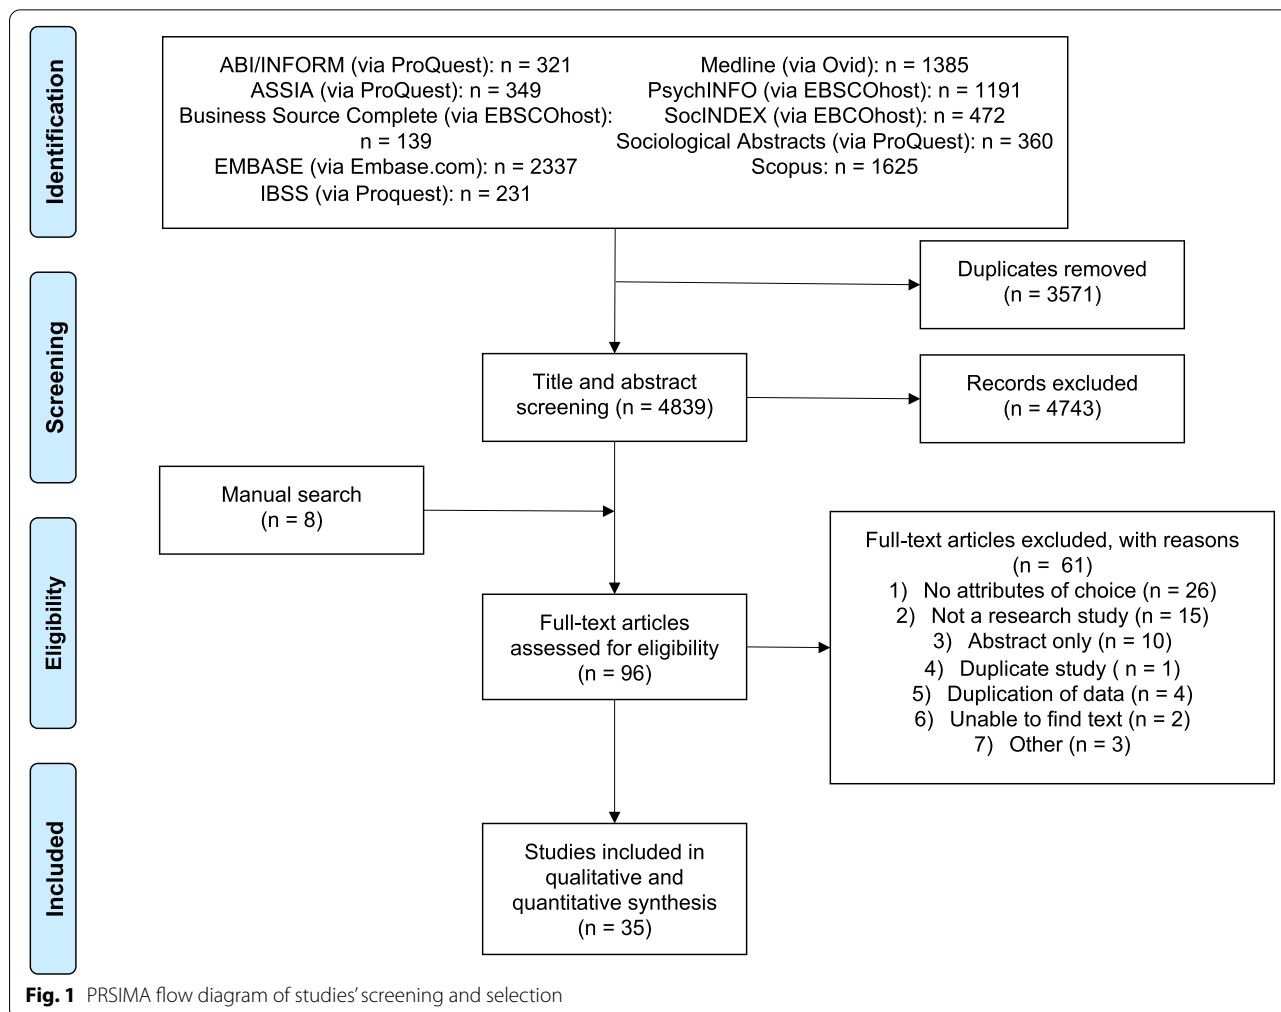 Identification
ABI/INFORM (via ProQuest): n = 321
ASSIA (via ProQuest): n = 349
Business Source Complete (via EBSCOhost):
n = 139
EMBASE (via Embase.com): n = 2337
IBSS (via Proquest): n = 231
Medline (via Ovid): n = 1385
PsychINFO (via EBSCOhost): n = 1191
SocINDEX (via EBCOhost): n = 472
Sociological Abstracts (via ProQuest): n = 360
Scopus: n = 1625
Duplicates removed
(n = 3571)
Screening
Title and abstract
screening (n = 4839)
Records excluded
(n = 4743)
Manual search
(n = 8)
Eligibility
Full-text articles
assessed for eligibility
(n = 96)
Full-text articles excluded, with reasons
(n = 61)
1) No attributes of choice (n = 26)
2) Not a research study (n = 15)
3) Abstract only (n = 10)
4) Duplicate study ( n = 1)
5) Duplication of data (n = 4)
6) Unable to find text (n = 2)
7) Other (n = 3)
Included
Studies included in
qualitative and
quantitative synthesis
(n = 35)
Fig. 1 PRSIMA flow diagram of studies' screening and selection